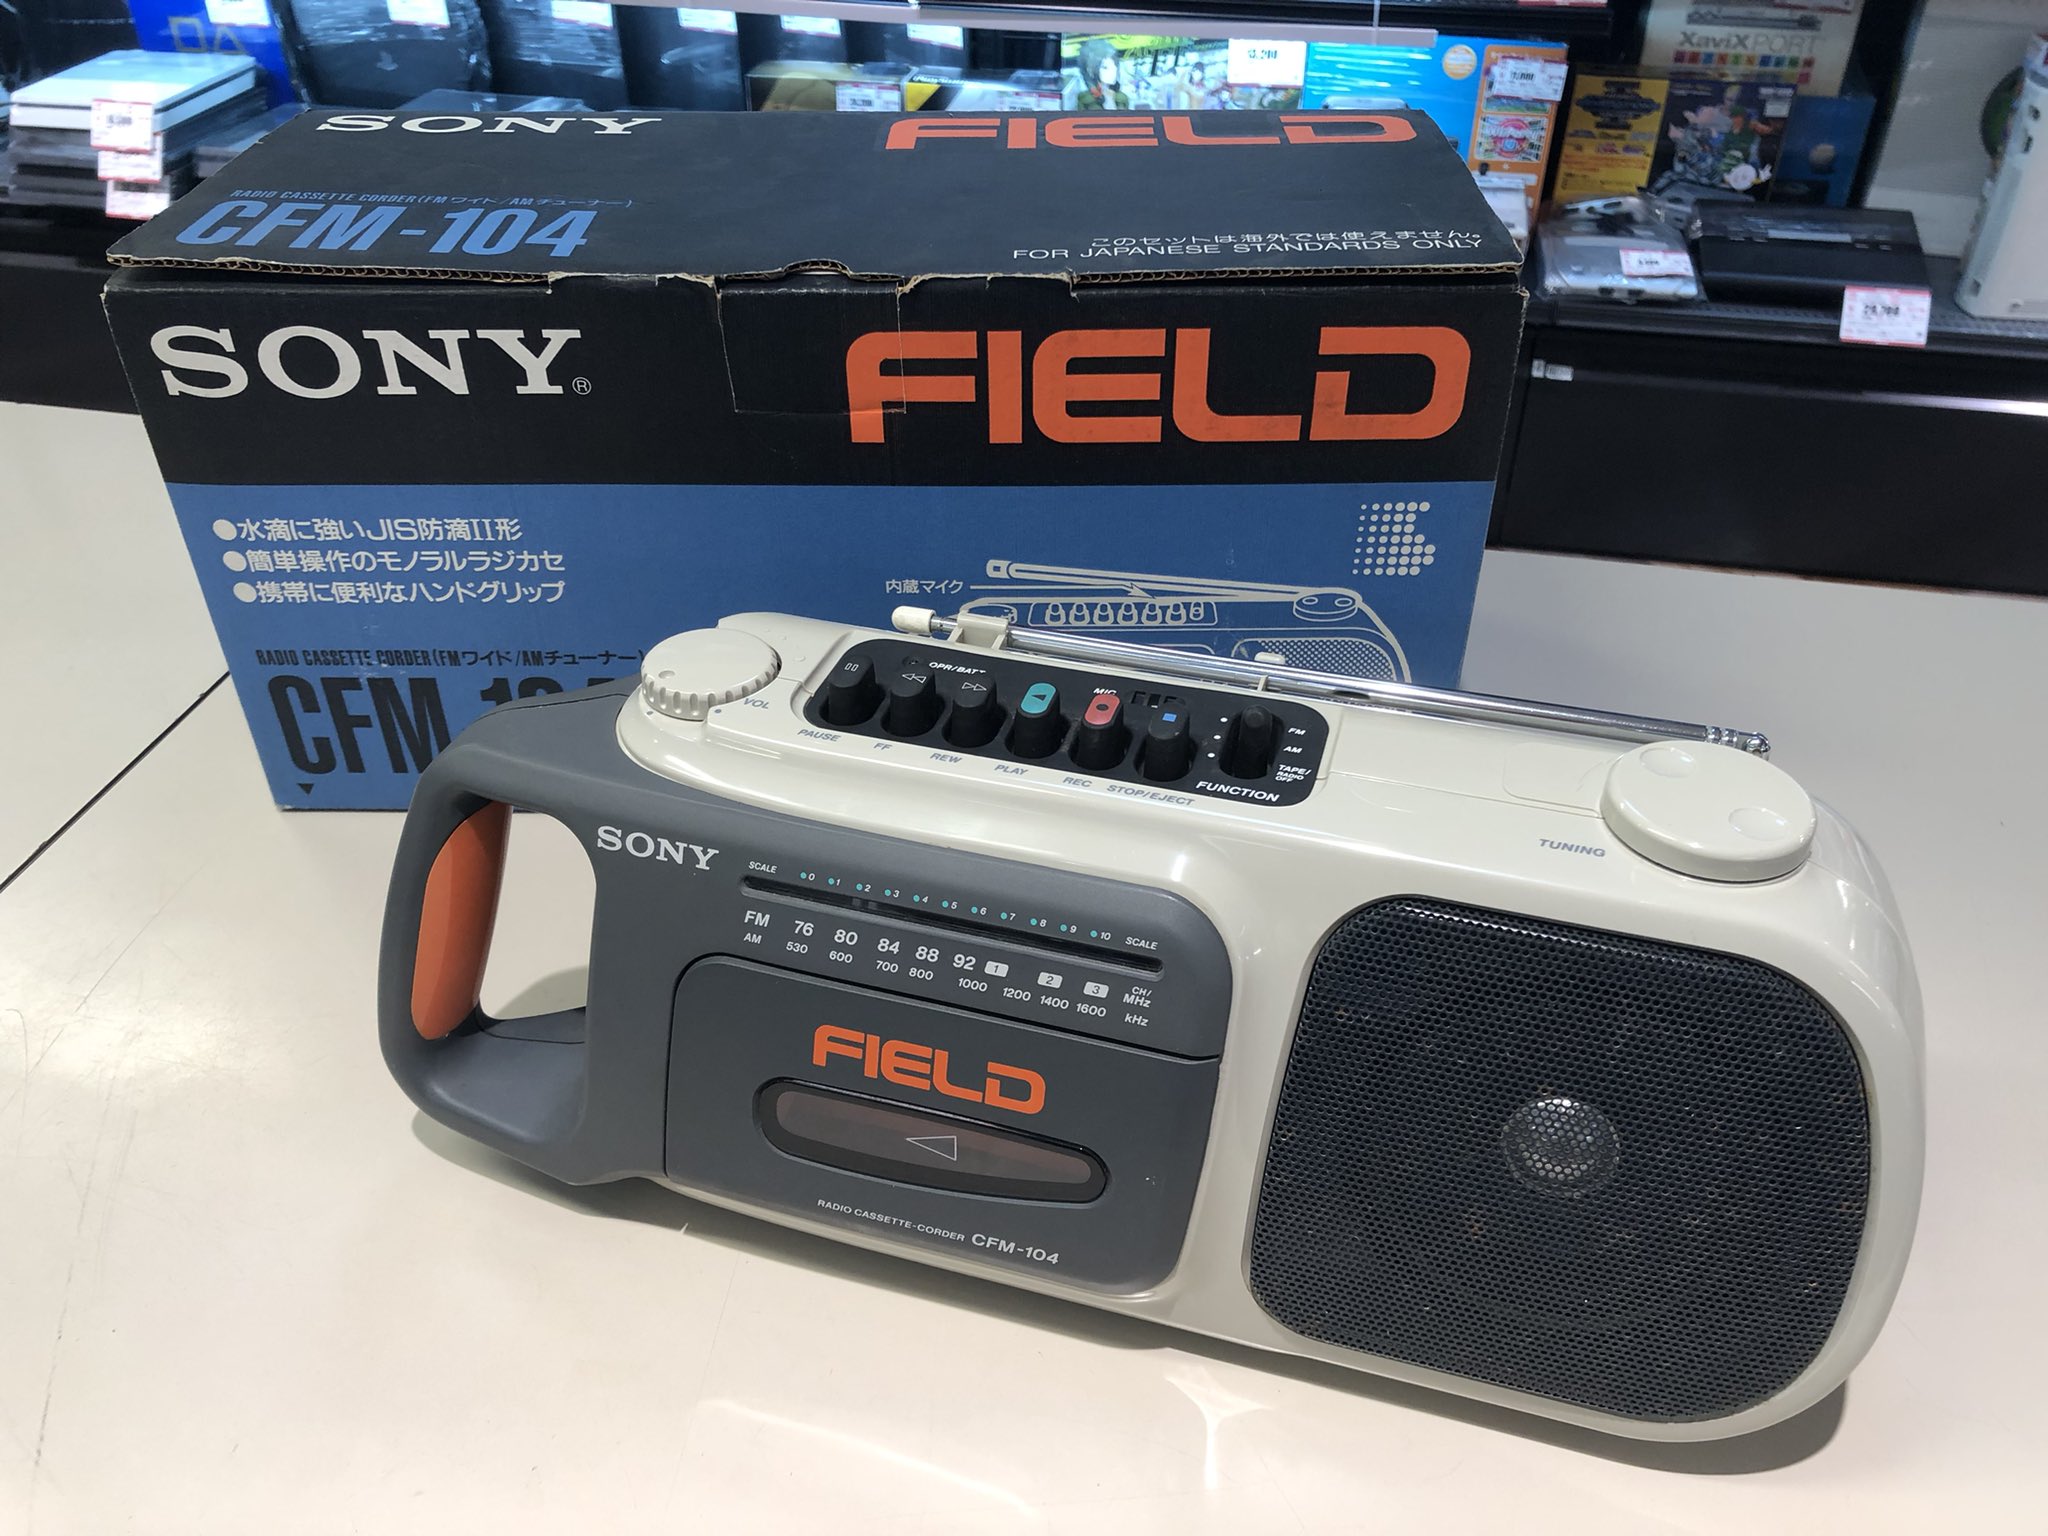 XaviXPORT
SONY
FIELD
RADIO CASSETTE CORDER(FMワイド/AMチューナー)
CFM-104
このセットは海外では使えません。
FOR JAPANESE STANDARDS ONLY
SONY®
FIELD
●水滴に強いJIS防滴II形
●簡単操作のモノラルラジカセ
●携帯に便利なハンドグリップ
内蔵マイク
RADIO CASSETTE CORDER(FMワイド/AMチューナー)
CFM
OPR/BATT
MIC
VOL
PAUSE
FF
REW
PLAY
REC
STOP/EJECT
FM
AM
TAPE/
RADIO
OFF
FUNCTION
TUNING
SONY
SCALE 0 1 2 3 4 5 6 7 8 9 10 SCALE
FM 76 80 84 88 92 1 2 3 CH/MHz
AM 530 600 700 800 1000 1200 1400 1600 kHz
FIELD
RADIO CASSETTE-CORDER CFM-104